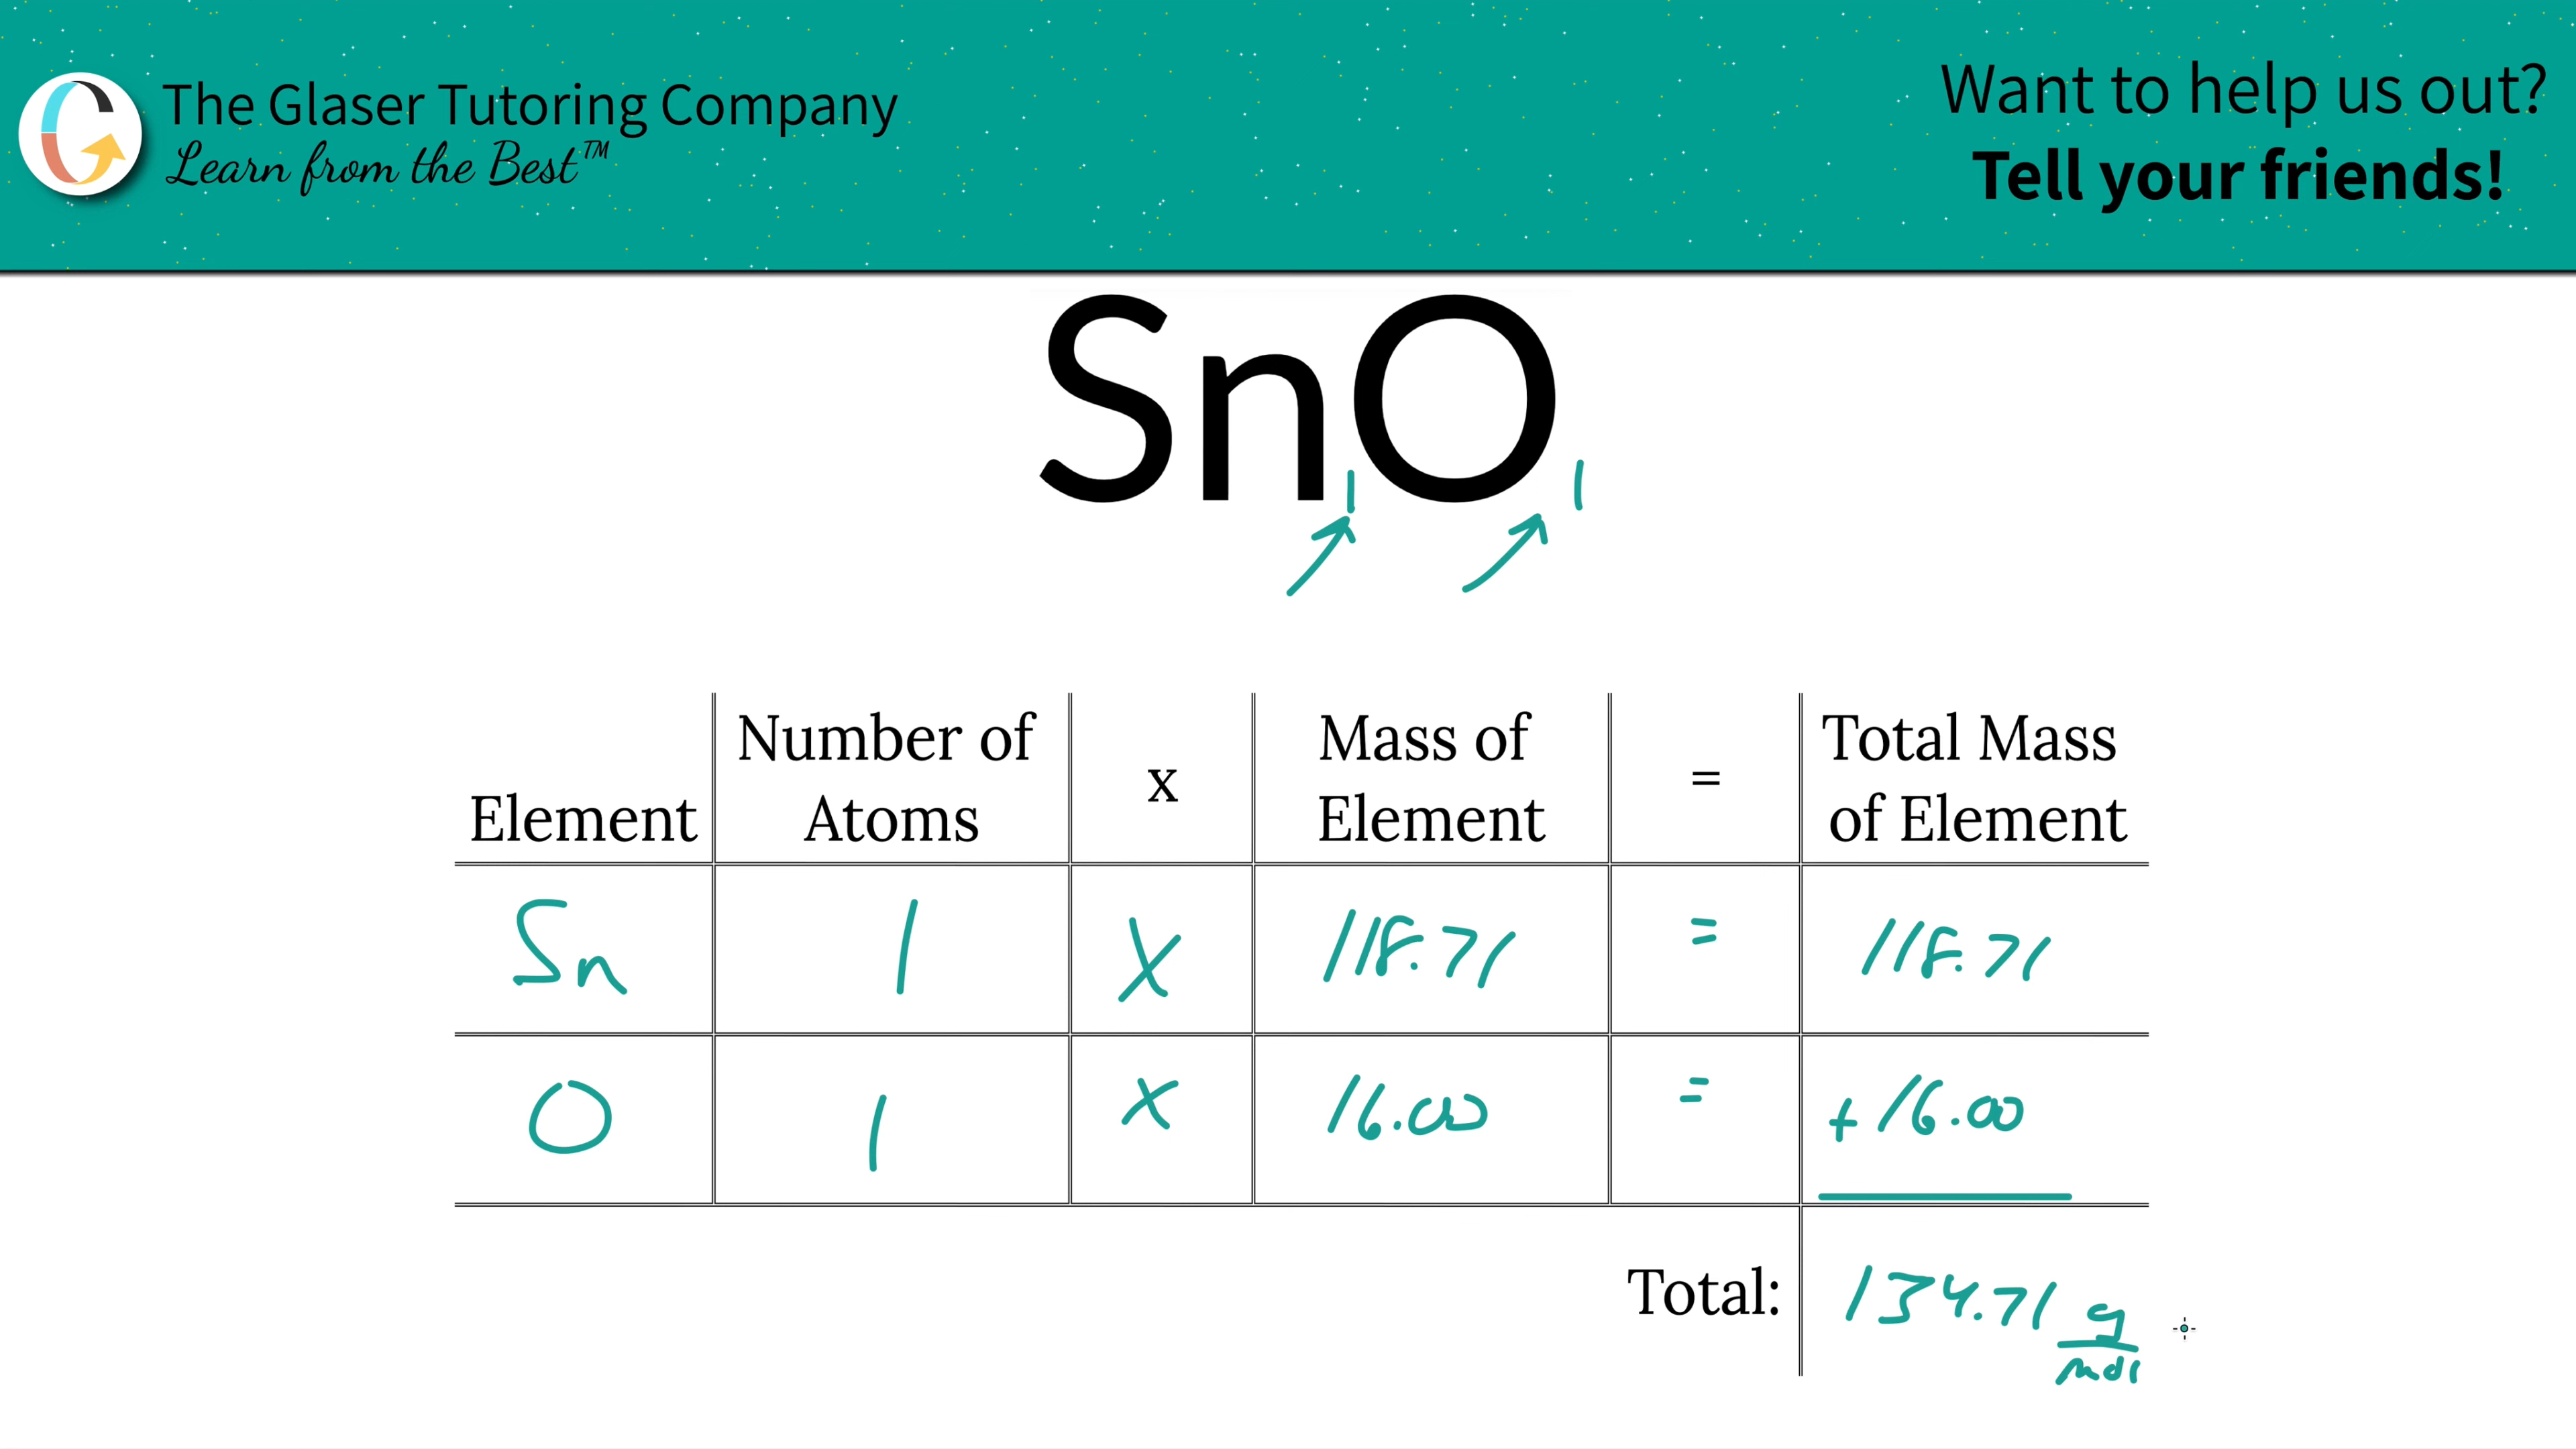 The Glaser Tutoring Company
Learn from the Best™
Want to help us out?
Tell your friends!
SnO
1 1
Element Number of Atoms x Mass of Element = Total Mass of Element
Sn 1 x 118.71 = 118.71
O 1 x 16.00 = + 16.00
Total: 134.71 g/mol